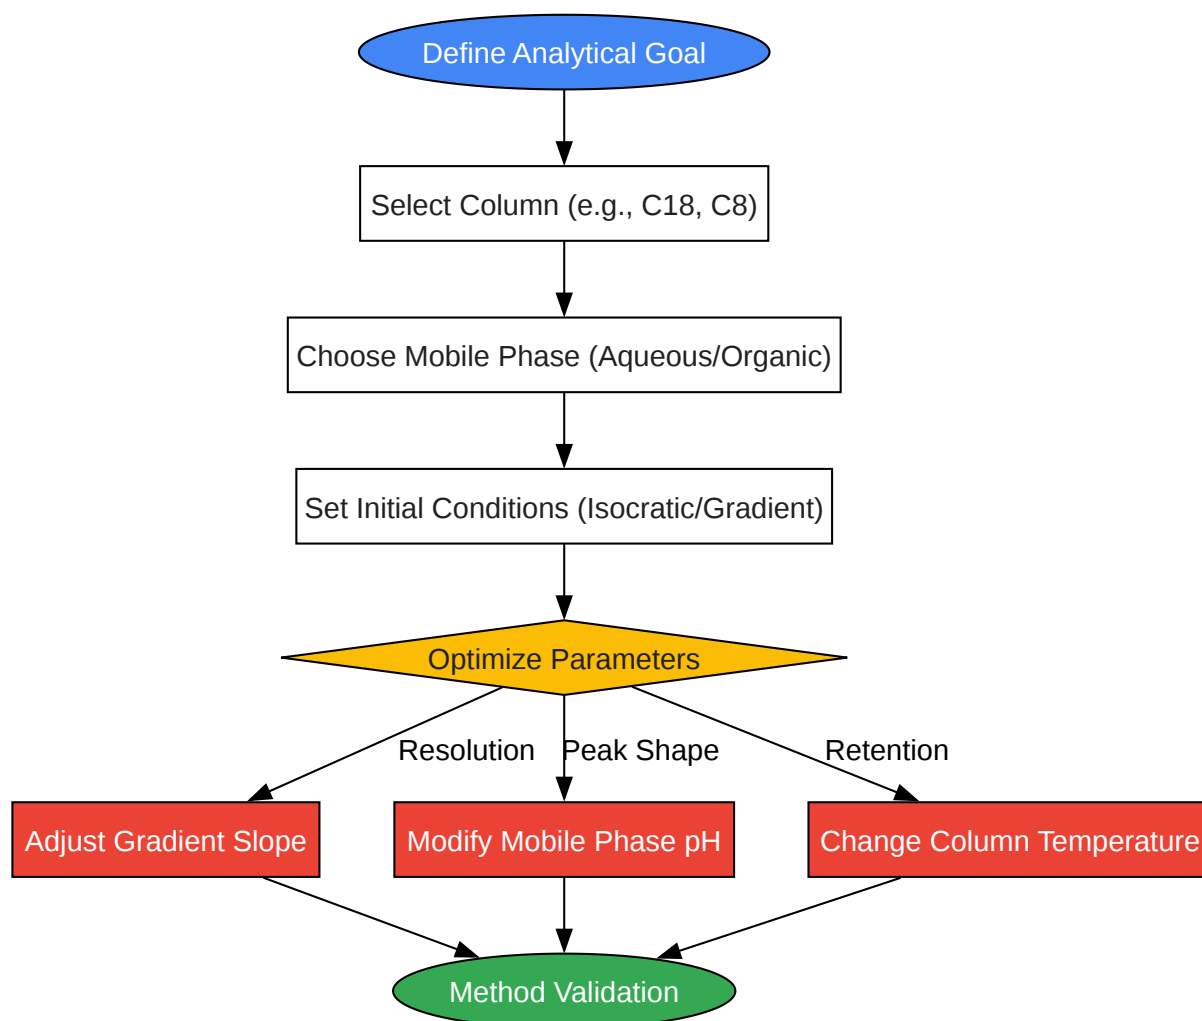 Define Analytical Goal
Select Column (e.g., C18, C8)
Choose Mobile Phase (Aqueous/Organic)
Set Initial Conditions (Isocratic/Gradient)
Optimize Parameters
Resolution
Peak Shape
Retention
Adjust Gradient Slope
Modify Mobile Phase pH
Change Column Temperature
Method Validation